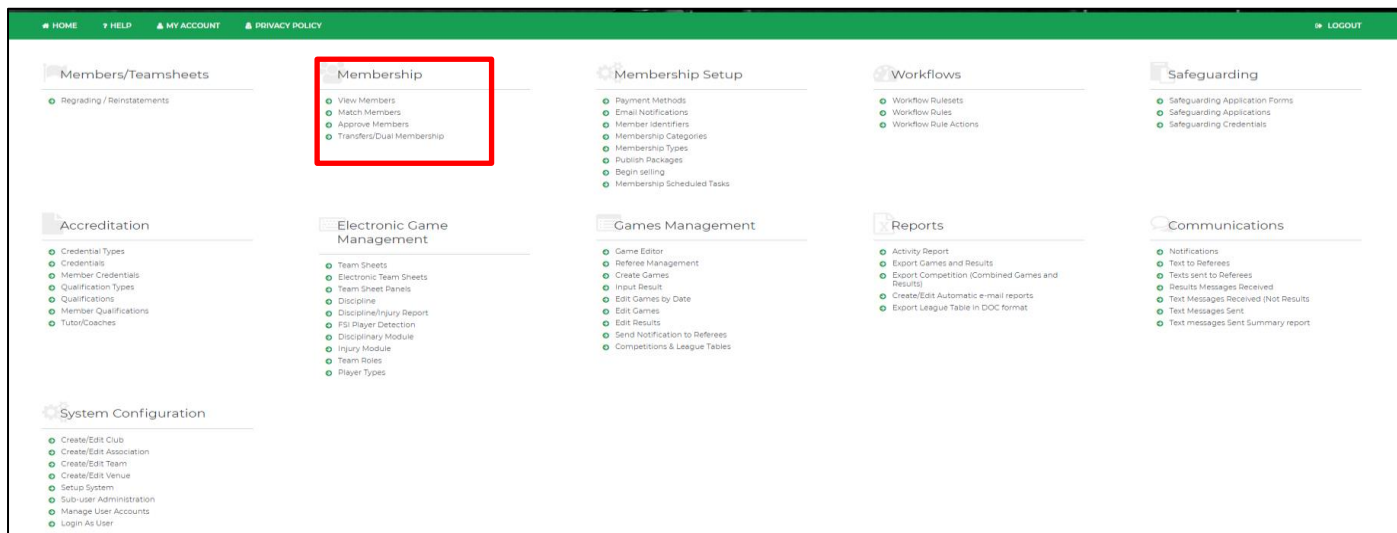 HOME ? HELP MY ACCOUNT PRIVACY POLICY LOGOUT
Members/Teamsheets
Regrading / Reinstatements
Membership
View Members
Match Members
Approve Members
Transfers/Dual Membership
Membership Setup
Payment Methods
Email Notifications
Member Identifiers
Membership Categories
Membership Types
Publish Packages
Begin selling
Membership Scheduled Tasks
Workflows
Workflow Rulesets
Workflow Rules
Workflow Rule Actions
Safeguarding
Safeguarding Application Forms
Safeguarding Applications
Safeguarding Credentials
Accreditation
Credential Types
Credentials
Member Credentials
Qualification Types
Qualifications
Member Qualifications
Tutor/Coaches
Electronic Game
Management
Team Sheets
Electronic Team Sheets
Team Sheet Panels
Discipline
Discipline/Injury Report
FSI Player Detection
Disciplinary Module
Injury Module
Team Roles
Player Types
Games Management
Game Editor
Referee Management
Create Games
Input Result
Edit Games by Date
Edit Games
Edit Results
Send Notification to Referees
Competitions & League Tables
Reports
Activity Report
Export Games and Results
Export Competition (Combined Games and
Results)
Create/Edit Automatic e-mail reports
Export League Table in DOC format
Communications
Notifications
Text to Referees
Texts sent to Referees
Results Messages Received
Text Messages Received (Not Results
Text Messages Sent
Text messages Sent Summary report
System Configuration
Create/Edit Club
Create/Edit Association
Create/Edit Team
Create/Edit Venue
Setup System
Sub-user Administration
Manage User Accounts
Login As User